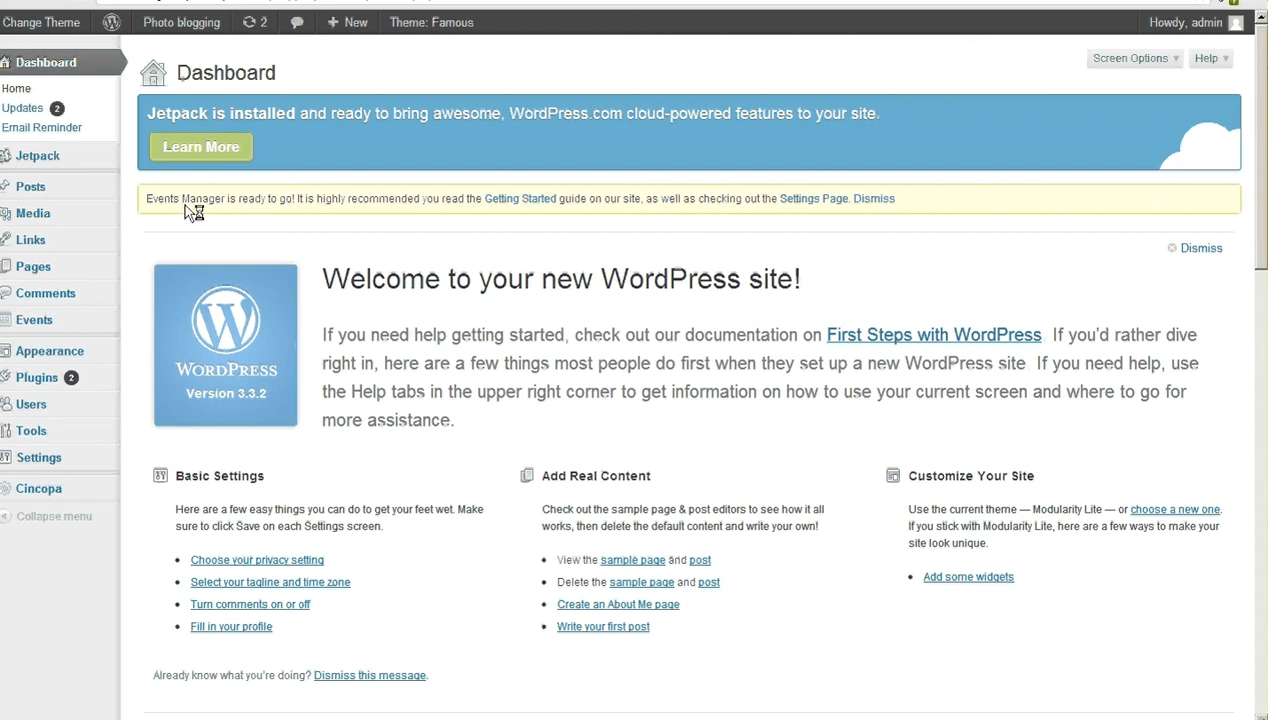 Change Theme Photo blogging 2 + New Theme: Famous Howdy, admin
Dashboard
Home
Updates 2
Email Reminder
Jetpack
Posts
Media
Links
Pages
Comments
Events
Appearance
Plugins 2
Users
Tools
Settings
Cincopa
Collapse menu
Screen Options Help
Dashboard
Jetpack is installed and ready to bring awesome, WordPress.com cloud-powered features to your site.
Learn More
Events Manager is ready to go! It is highly recommended you read the Getting Started guide on our site, as well as checking out the Settings Page. Dismiss
Dismiss
WORDPRESS
Version 3.3.2
Welcome to your new WordPress site!
If you need help getting started, check out our documentation on First Steps with WordPress. If you'd rather dive
right in, here are a few things most people do first when they set up a new WordPress site. If you need help, use
the Help tabs in the upper right corner to get information on how to use your current screen and where to go for
more assistance.
Basic Settings
Here are a few easy things you can do to get your feet wet. Make
sure to click Save on each Settings screen.
• Choose your privacy setting
• Select your tagline and time zone
• Turn comments on or off
• Fill in your profile
Add Real Content
Check out the sample page & post editors to see how it all
works, then delete the default content and write your own!
• View the sample page and post
• Delete the sample page and post
• Create an About Me page
• Write your first post
Customize Your Site
Use the current theme — Modularity Lite — or choose a new one.
If you stick with Modularity Lite, here are a few ways to make your
site look unique.
• Add some widgets
Already know what you're doing? Dismiss this message.